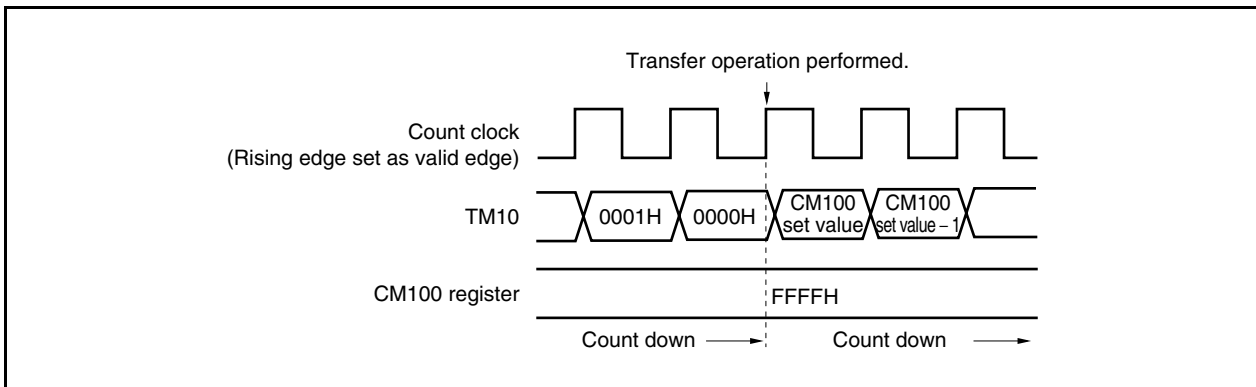 Transfer operation performed.
Count clock
(Rising edge set as valid edge)
TM10
0001H
0000H
CM100
set value
CM100
set value – 1
CM100 register
FFFFH
Count down
Count down